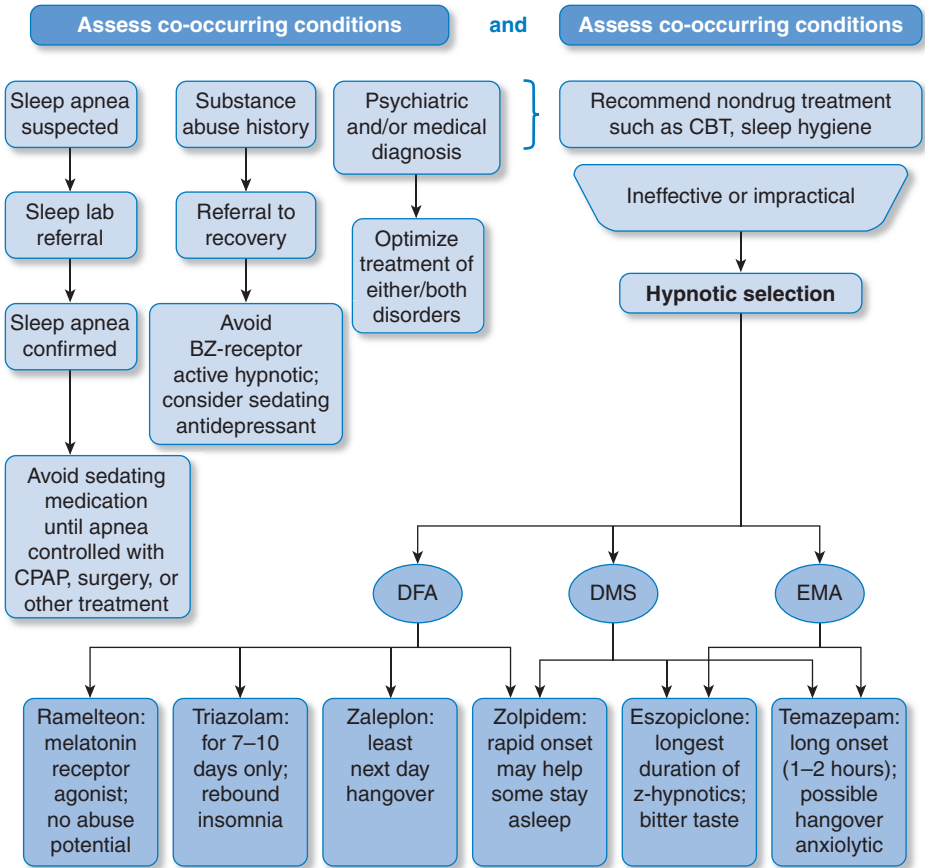 Assess co-occurring conditions
and
Assess co-occurring conditions
Sleep apnea
suspected
Sleep lab
referral
Sleep apnea
confirmed
Avoid sedating
medication
until apnea
controlled with
CPAP, surgery, or
other treatment
Substance
abuse history
Referral to
recovery
Avoid
BZ-receptor
active hypnotic;
consider sedating
antidepressant
Psychiatric
and/or medical
diagnosis
Optimize
treatment of
either/both
disorders
Recommend nondrug treatment
such as CBT, sleep hygiene
Ineffective or impractical
Hypnotic selection
DFA
DMS
EMA
Ramelteon:
melatonin
receptor
agonist;
no abuse
potential
Triazolam:
for 7–10
days only;
rebound
insomnia
Zaleplon:
least
next day
hangover
Zolpidem:
rapid onset
may help
some stay
asleep
Eszopiclone:
longest
duration of
z-hypnotics;
bitter taste
Temazepam:
long onset
(1–2 hours);
possible
hangover
anxiolytic